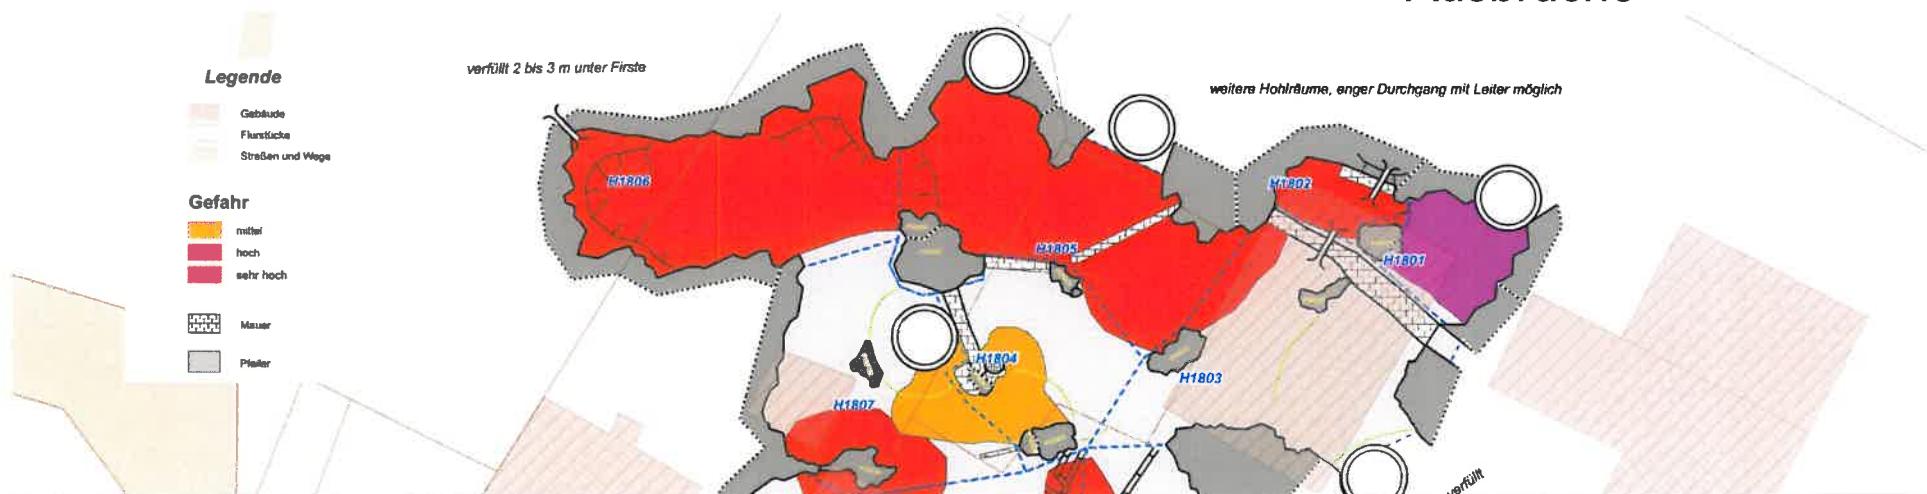 verfüllt 2 bis 3 m unter Firste
weitere Hohlräume, enger Durchgang mit Leiter möglich
Legende
Gebäude
Flurstücke
Straßen und Wege
Gefahr
mittel
hoch
sehr hoch
Mauer
Pfeiler
H1806
H1802
H1805
H1801
H1804
H1803
H1807
verfüllt